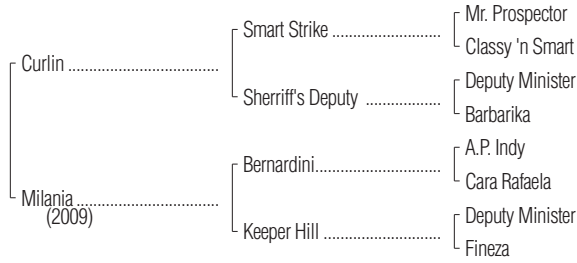 Mr. Prospector
Smart Strike ........................
Classy 'n Smart
Curlin ..................................
Deputy Minister
Sherriff's Deputy .................
Barbarika
A.P. Indy
Bernardini............................
Cara Rafaela
Milania ................................
(2009)
Deputy Minister
Keeper Hill ..........................
Fineza